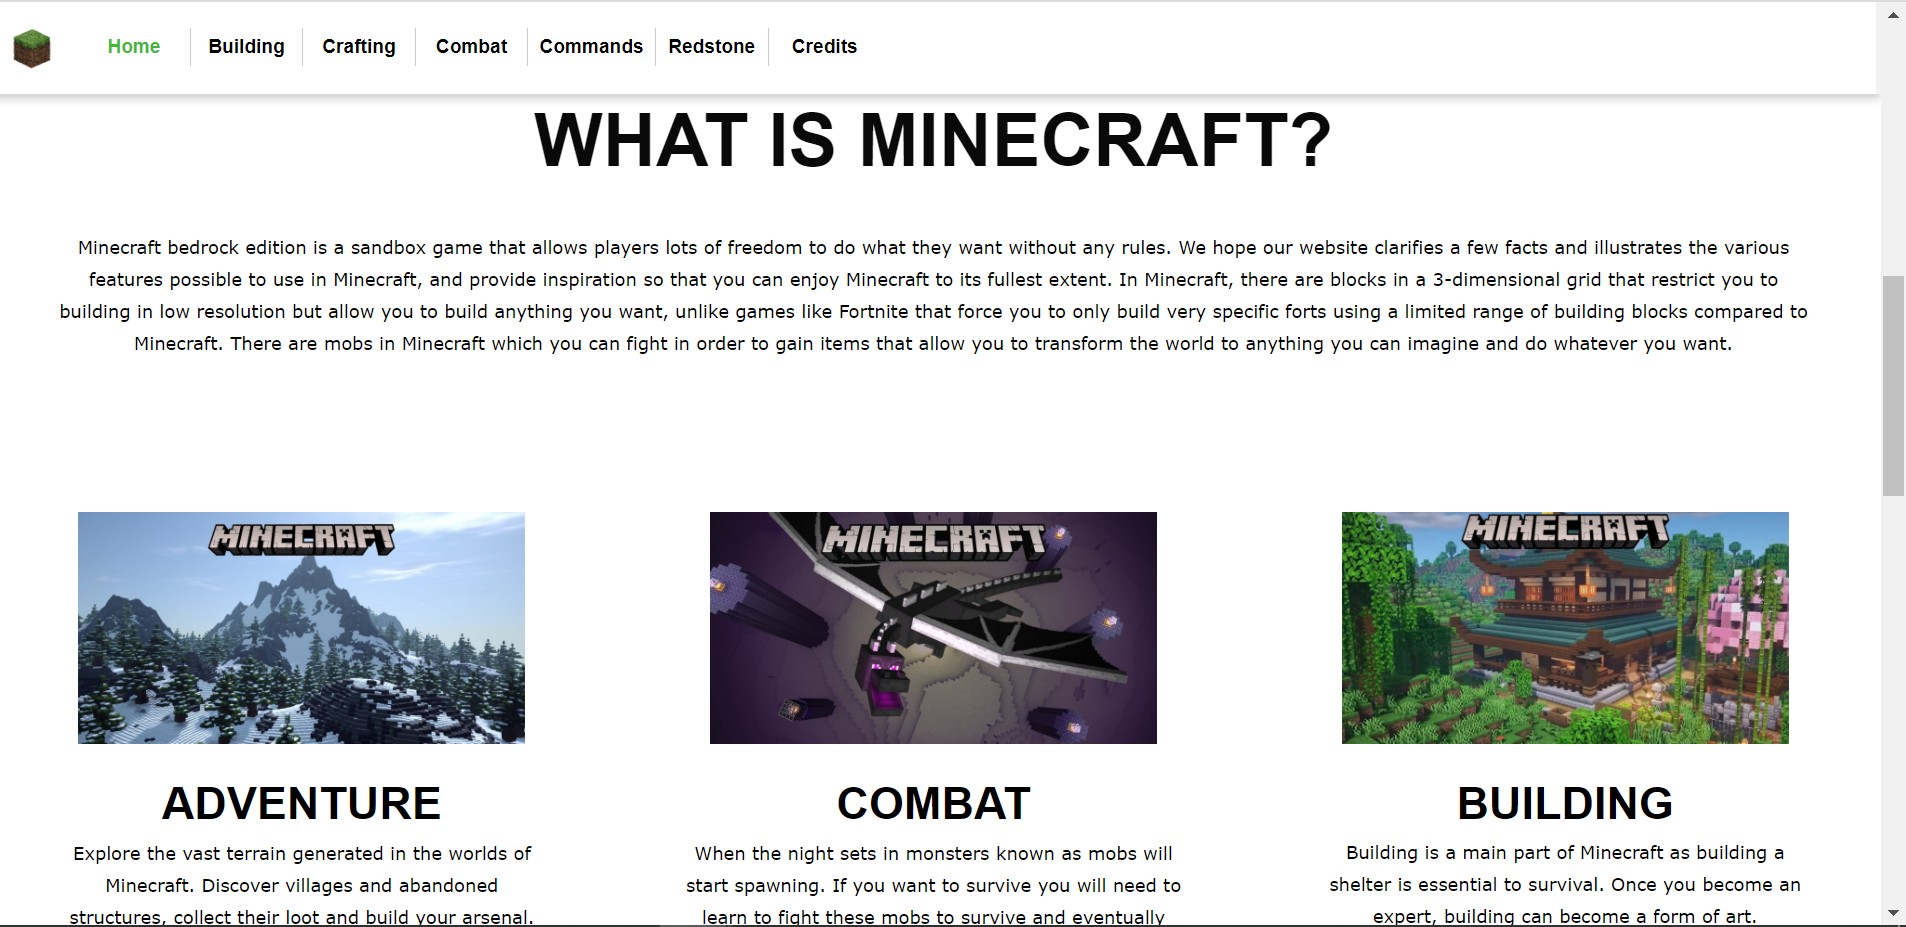 Home Building Crafting Combat Commands Redstone Credits
WHAT IS MINECRAFT?
Minecraft bedrock edition is a sandbox game that allows players lots of freedom to do what they want without any rules. We hope our website clarifies a few facts and illustrates the various
features possible to use in Minecraft, and provide inspiration so that you can enjoy Minecraft to its fullest extent. In Minecraft, there are blocks in a 3-dimensional grid that restrict you to
building in low resolution but allow you to build anything you want, unlike games like Fortnite that force you to only build very specific forts using a limited range of building blocks compared to
Minecraft. There are mobs in Minecraft which you can fight in order to gain items that allow you to transform the world to anything you can imagine and do whatever you want.
MINECRAFT
ADVENTURE
Explore the vast terrain generated in the worlds of
Minecraft. Discover villages and abandoned
structures, collect their loot and build your arsenal.
MINECRAFT
COMBAT
When the night sets in monsters known as mobs will
start spawning. If you want to survive you will need to
learn to fight these mobs to survive and eventually
MINECRAFT
BUILDING
Building is a main part of Minecraft as building a
shelter is essential to survival. Once you become an
expert, building can become a form of art.